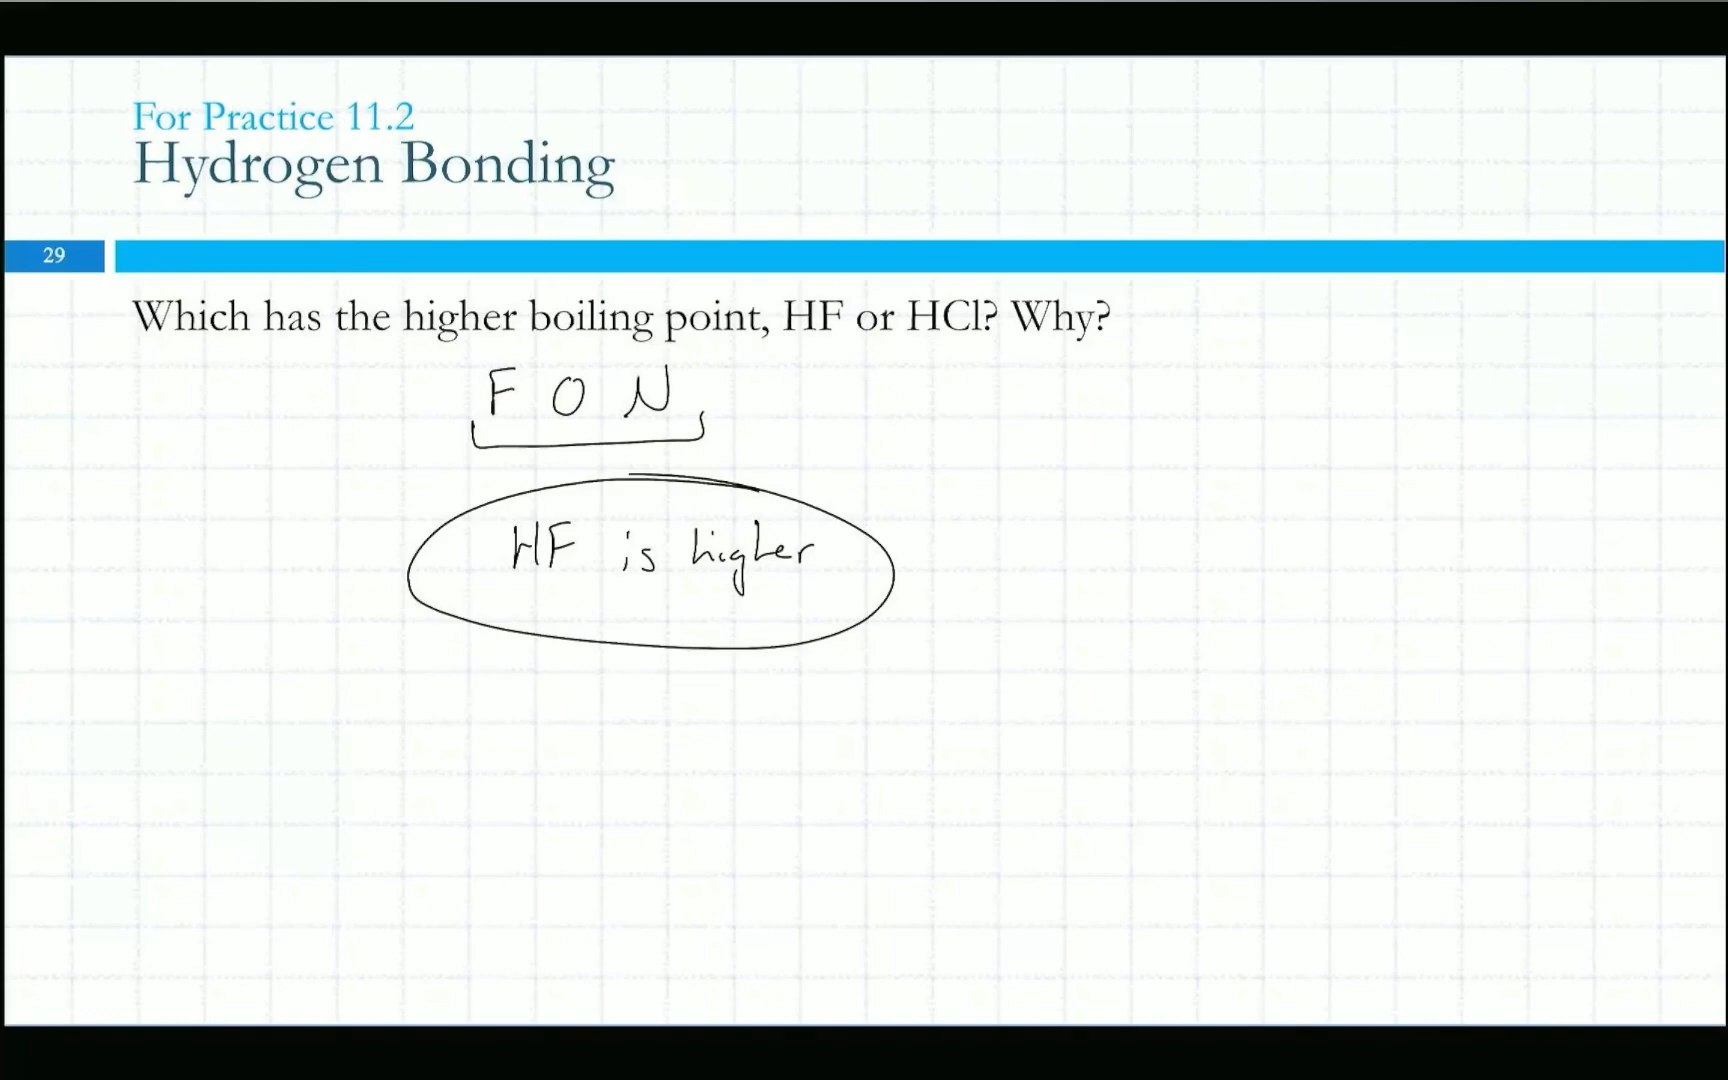 For Practice 11.2
Hydrogen Bonding
29
Which has the higher boiling point, HF or HCl? Why?
F O N
HF is higher